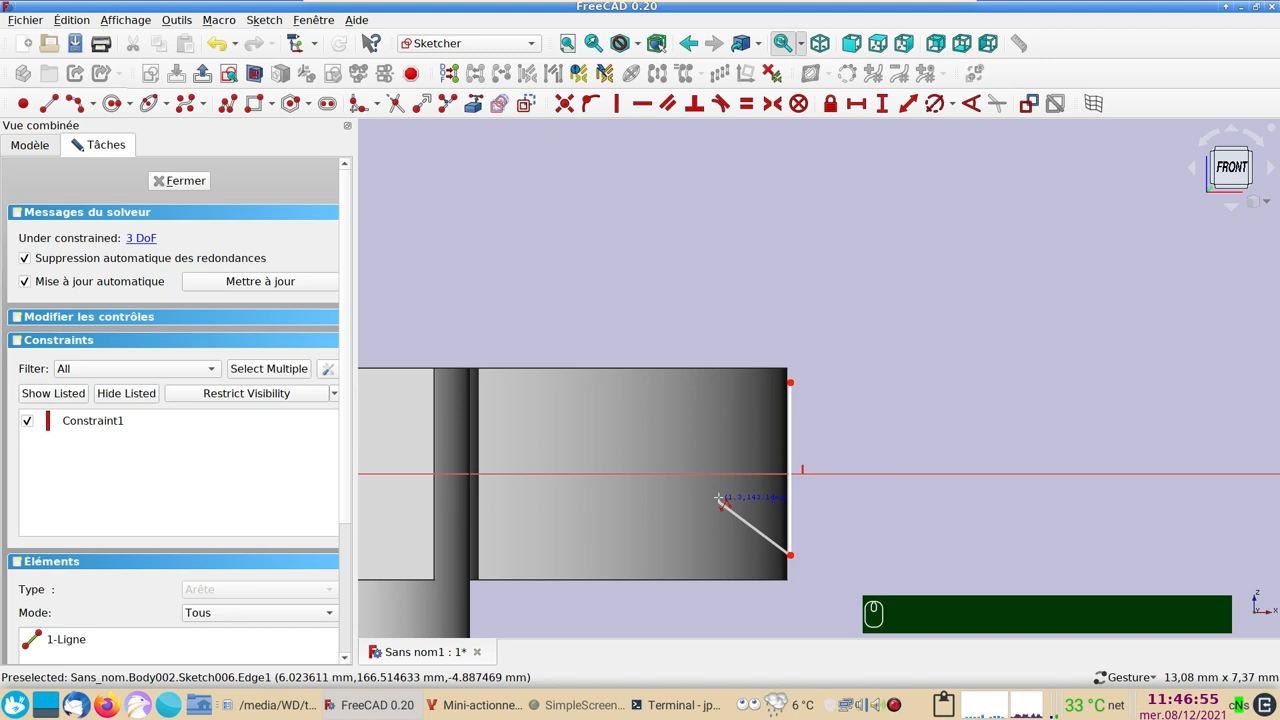 FreeCAD 0.20
Fichier Édition Affichage Outils Macro Sketch Fenêtre Aide
Sketcher
Vue combinée
Modèle Tâches
Fermer
FRONT
Messages du solveur
Under constrained: 3 DoF
Suppression automatique des redondances
Mise à jour automatique Mettre à jour
Modifier les contrôles
Constraints
Filter: All Select Multiple
Show Listed Hide Listed Restrict Visibility
Constraint1
Eléments
Type : Arête
Mode: Tous
1-Ligne
Z
X
Sans nom1 : 1*
Preselected: Sans_nom.Body002.Sketch006.Edge1 (6.023611 mm,166.514633 mm,-4.887469 mm) Gesture 13,08 mm x 7,37 mm
/media/WD/t... FreeCAD 0.20 Mini-actionne... SimpleScreen... Terminal - jp... 6 °C 33 °C net 11:46:55
mer.08/12/2021